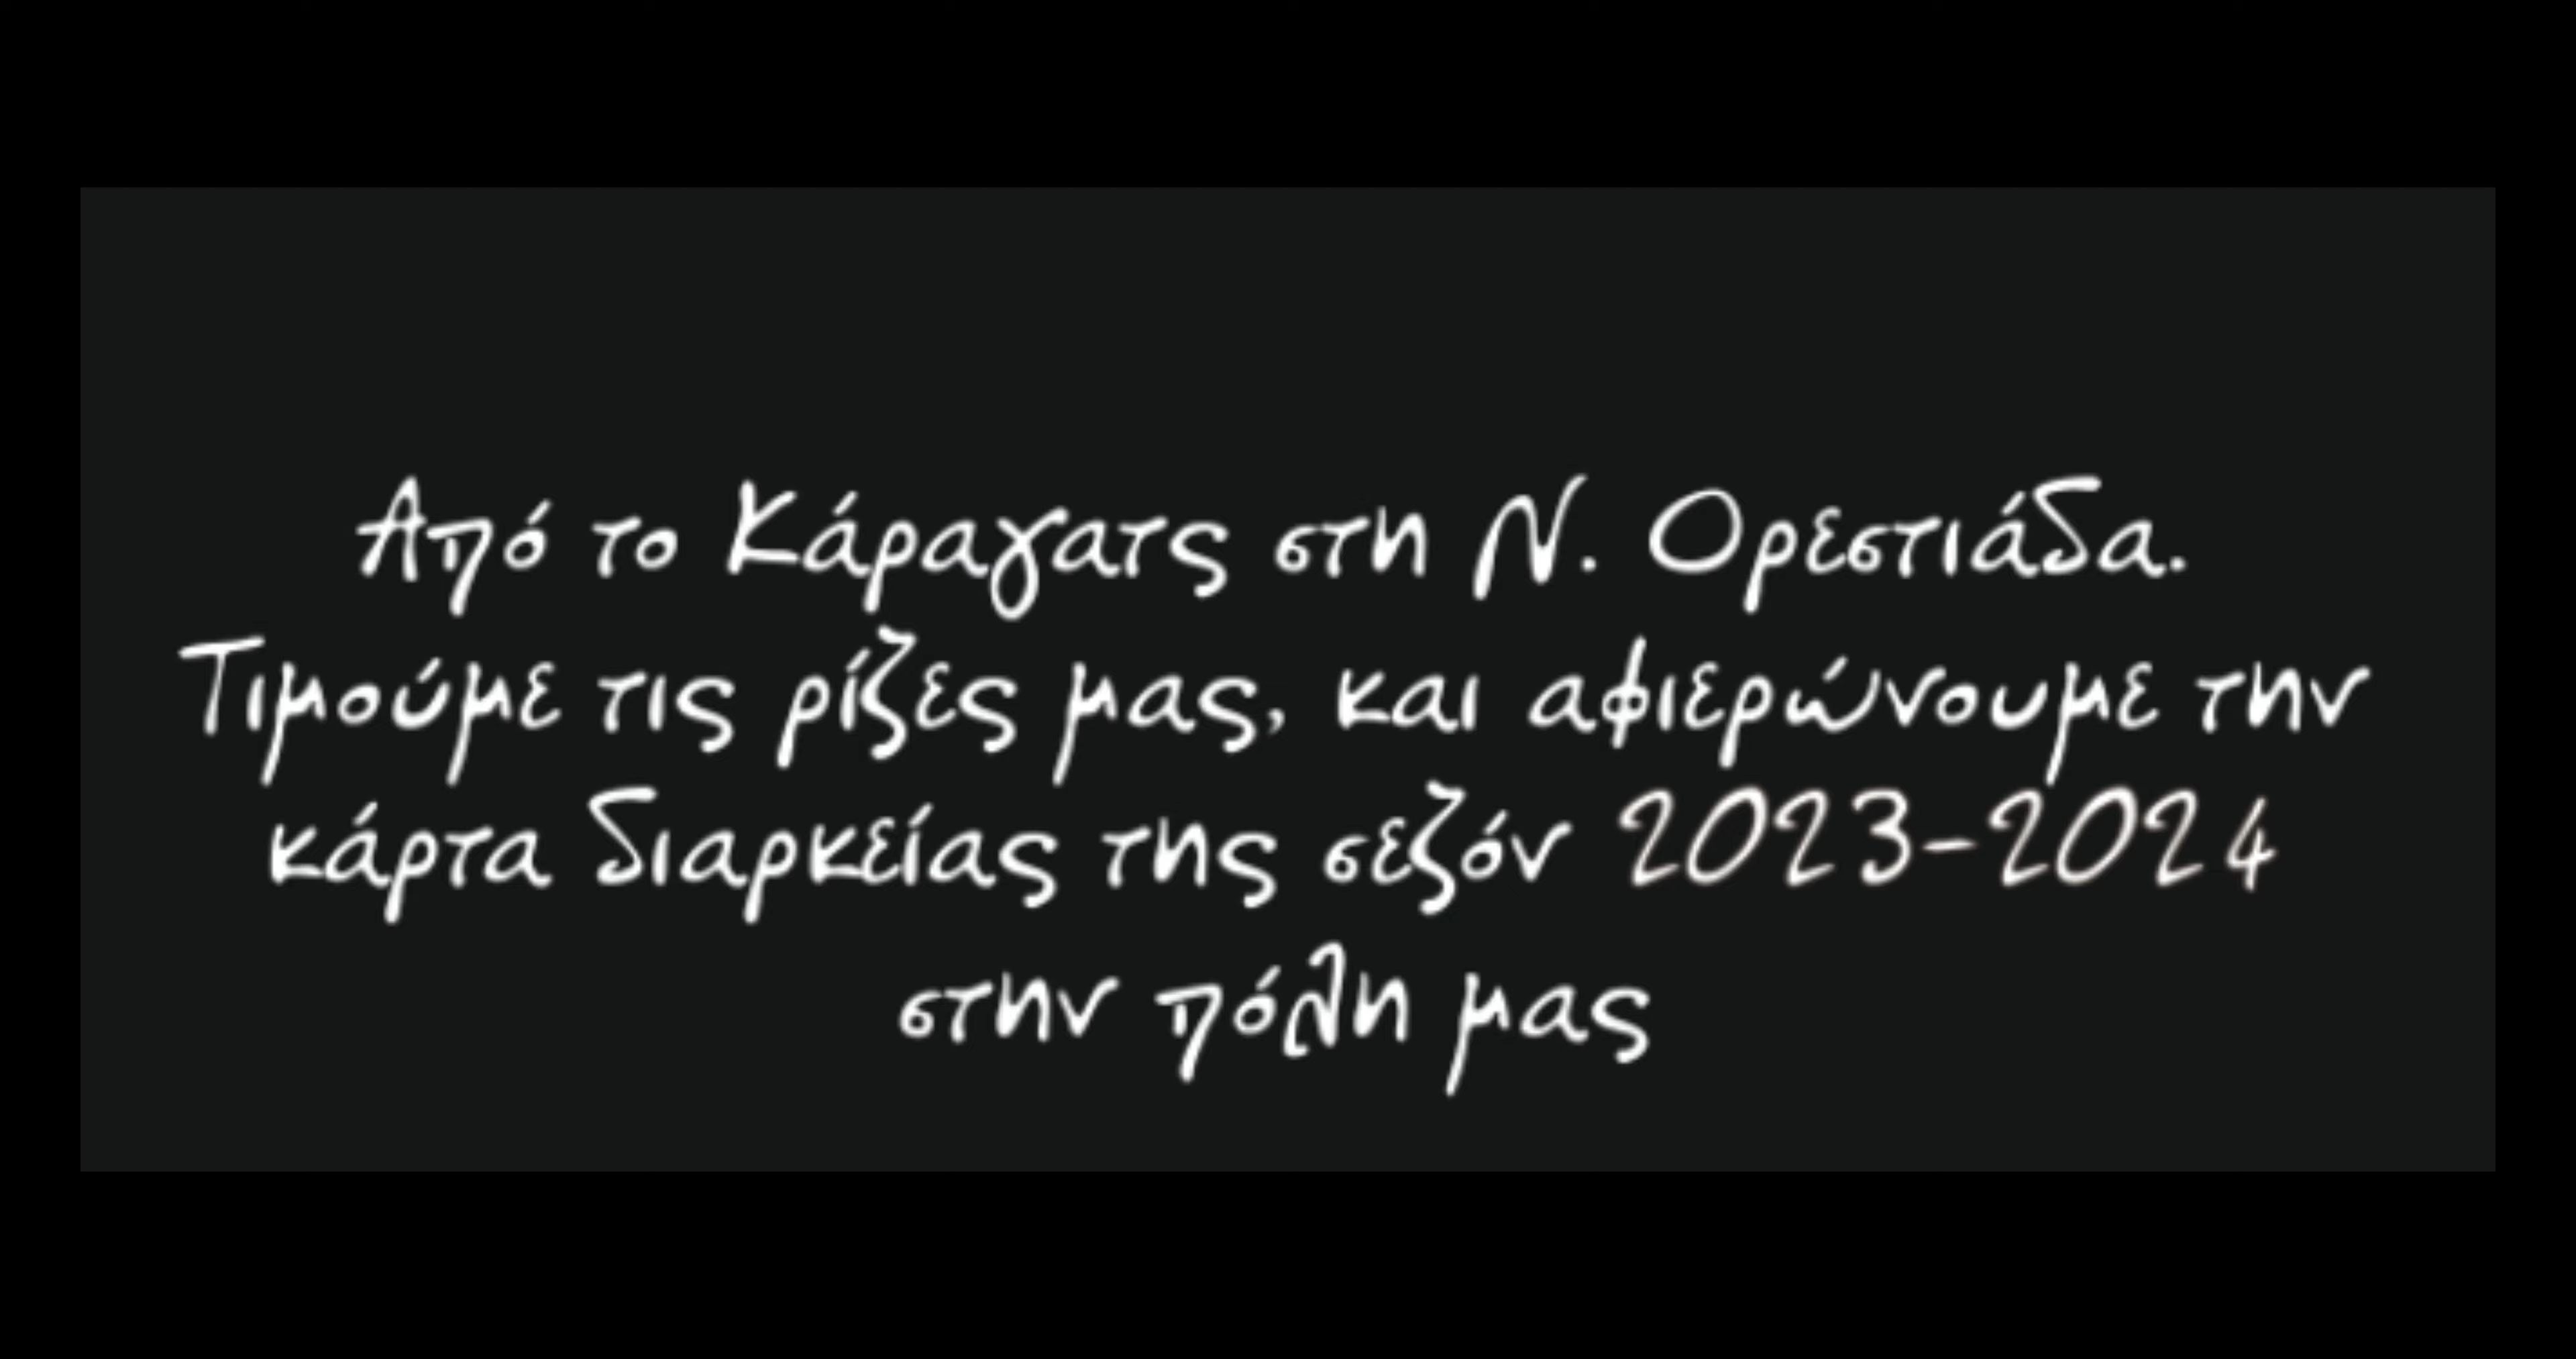 Από το Κάραγατς στη Ν. Ορεστιάδα.
Τιμούμε τις ρίζες μας, και αφιερώνουμε την
κάρτα διαρκείας της σεζόν 2023-2024
στην πόλη μας